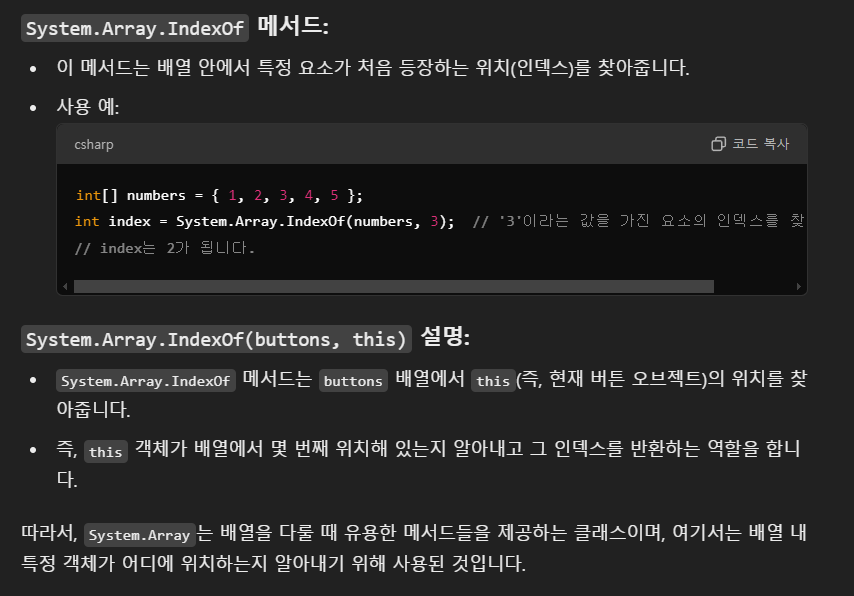 System.Array.IndexOf 메서드:
• 이 메서드는 배열 안에서 특정 요소가 처음 등장하는 위치(인덱스)를 찾아줍니다.
• 사용 예:
csharp 코드 복사
int[] numbers = { 1, 2, 3, 4, 5 };
int index = System.Array.IndexOf(numbers, 3);  // '3'이라는 값을 가진 요소의 인덱스를 찾
// index는 2가 됩니다.
System.Array.IndexOf(buttons, this) 설명:
• System.Array.IndexOf 메서드는 buttons 배열에서 this(즉, 현재 버튼 오브젝트)의 위치를 찾
아줍니다.
• 즉, this 객체가 배열에서 몇 번째 위치해 있는지 알아내고 그 인덱스를 반환하는 역할을 합니
다.
따라서, System.Array는 배열을 다룰 때 유용한 메서드들을 제공하는 클래스이며, 여기서는 배열 내
특정 객체가 어디에 위치하는지 알아내기 위해 사용된 것입니다.